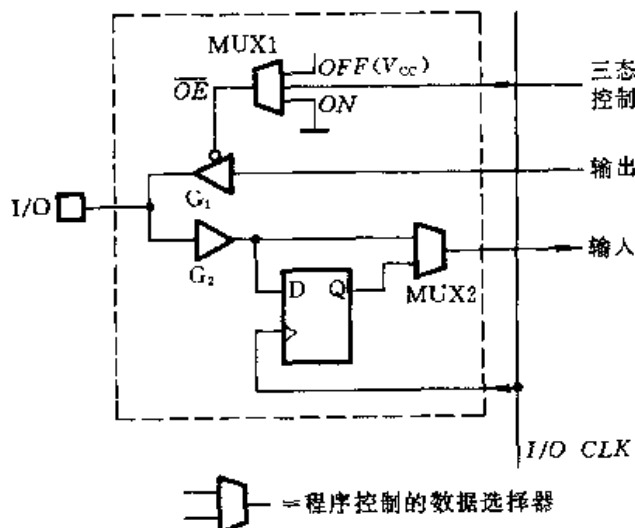 MUX1
OFF(Vcc)
三态
控制
OE
ON
输出
G1
I/O
输入
G2
D
Q
MUX2
I/O CLK
=程序控制的数据选择器